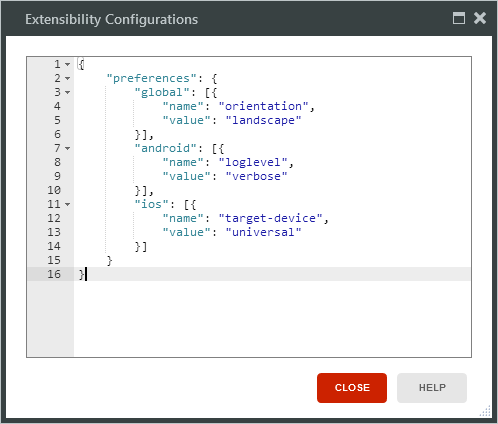 Extensibility Configurations
1 {
2 "preferences": {
3 "global": [{
4 "name": "orientation",
5 "value": "landscape"
6 }],
7 "android": [{
8 "name": "loglevel",
9 "value": "verbose"
10 }],
11 "ios": [{
12 "name": "target-device",
13 "value": "universal"
14 }]
15 }
16 }
CLOSE HELP